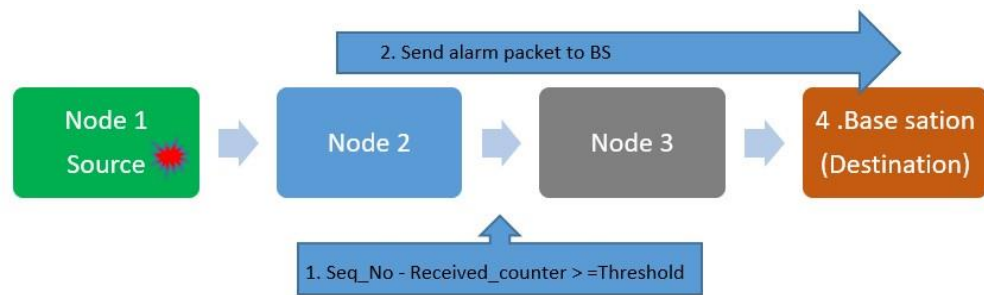 2. Send alarm packet to BS
Node 1
Source
Node 2
Node 3
4 .Base sation
(Destination)
1. Seq_No - Received_counter > =Threshold